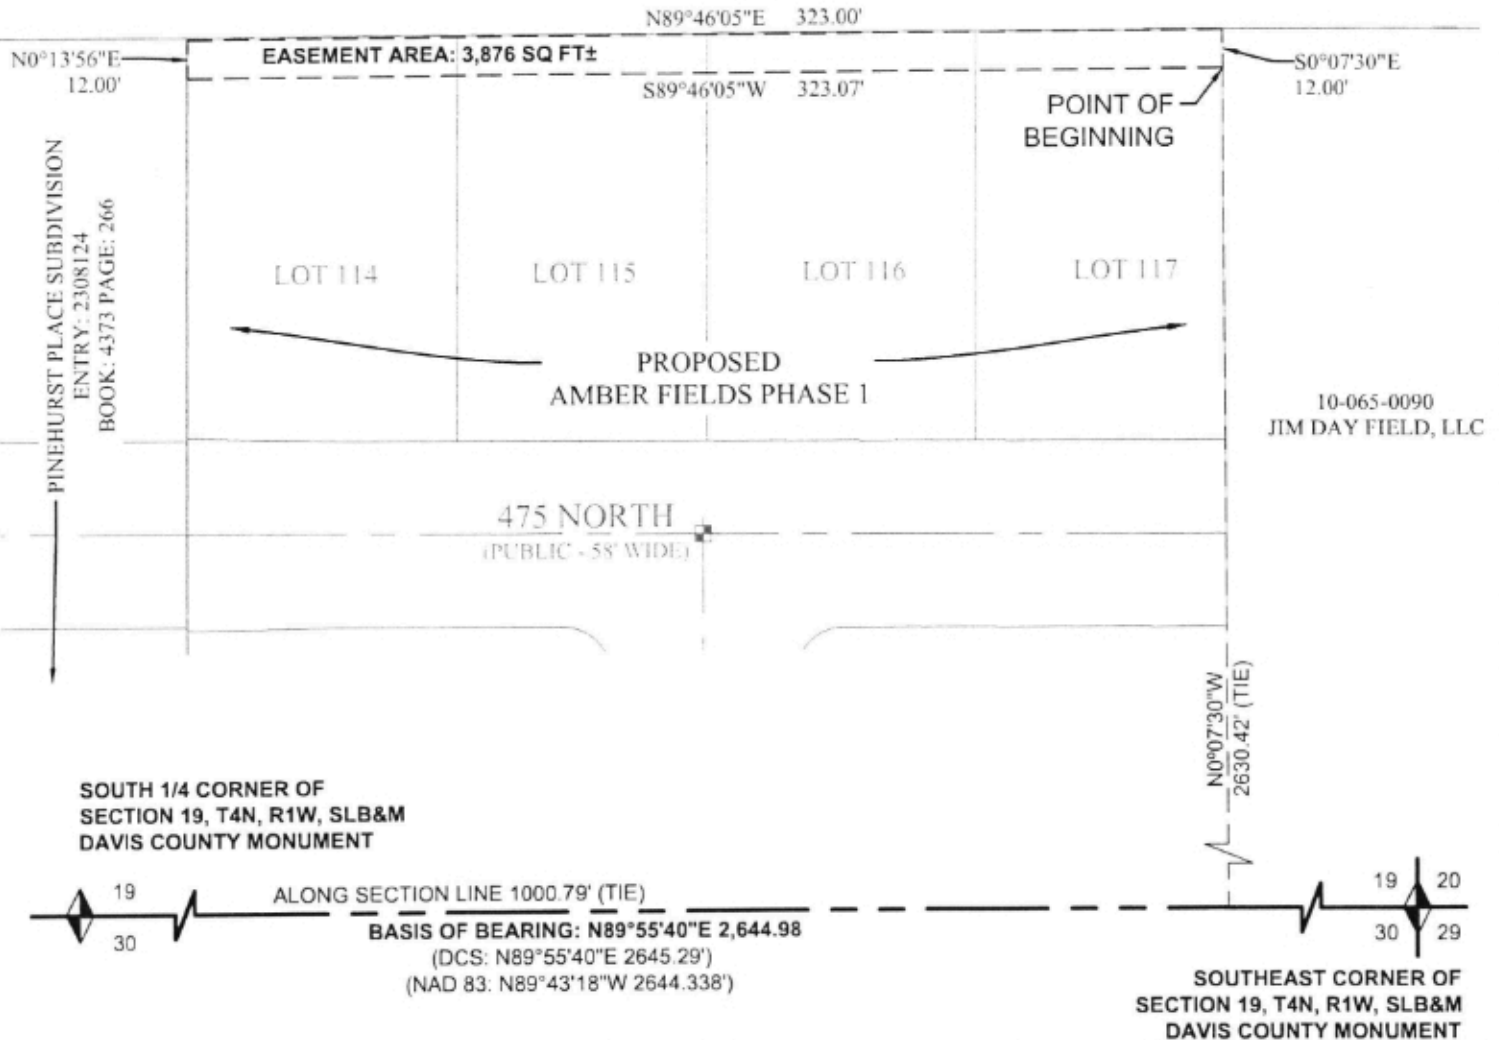 N89°46'05"E 323.00'
N0°13'56"E
12.00'
EASEMENT AREA: 3,876 SQ FT±
S0°07'30"E
12.00'
S89°46'05"W 323.07'
POINT OF
BEGINNING
PINEHURST PLACE SUBDIVISION
ENTRY: 2308124
BOOK: 4373 PAGE: 266
LOT 114
LOT 115
LOT 116
LOT 117
PROPOSED
AMBER FIELDS PHASE 1
10-065-0090
JIM DAY FIELD, LLC
475 NORTH
(PUBLIC - 58' WIDE)
N0°07'30"W
2630.42' (TIE)
SOUTH 1/4 CORNER OF
SECTION 19, T4N, R1W, SLB&M
DAVIS COUNTY MONUMENT
19
30
ALONG SECTION LINE 1000.79' (TIE)
BASIS OF BEARING: N89°55'40"E 2,644.98
(DCS: N89°55'40"E 2645.29')
(NAD 83: N89°43'18"W 2644.338')
19 20
30 29
SOUTHEAST CORNER OF
SECTION 19, T4N, R1W, SLB&M
DAVIS COUNTY MONUMENT